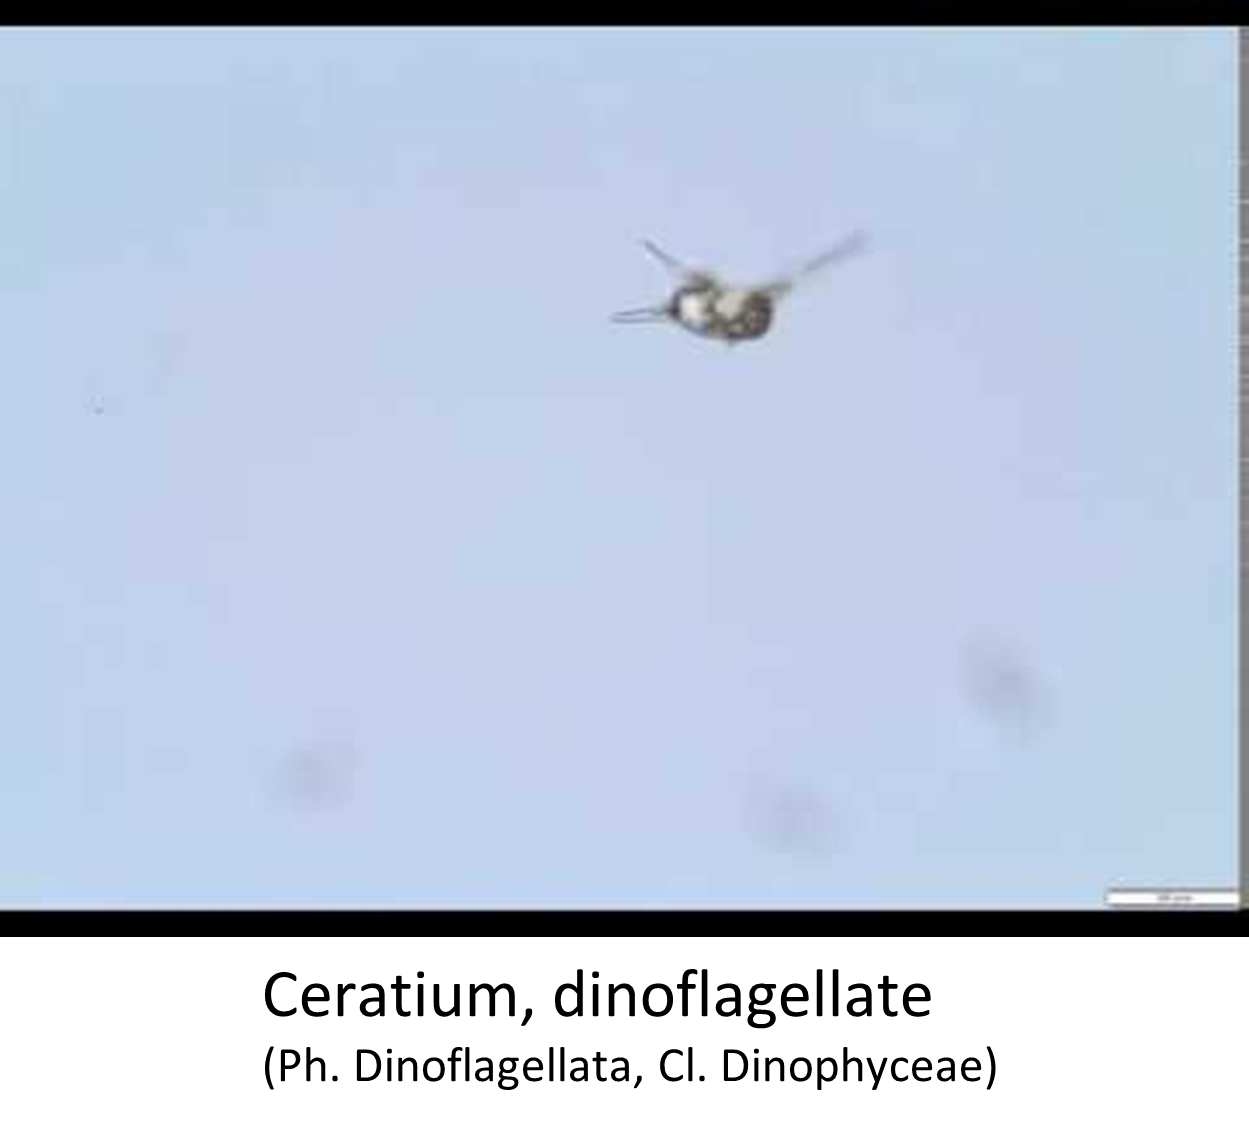 Ceratium, dinoflagellate
(Ph. Dinoflagellata, Cl. Dinophyceae)